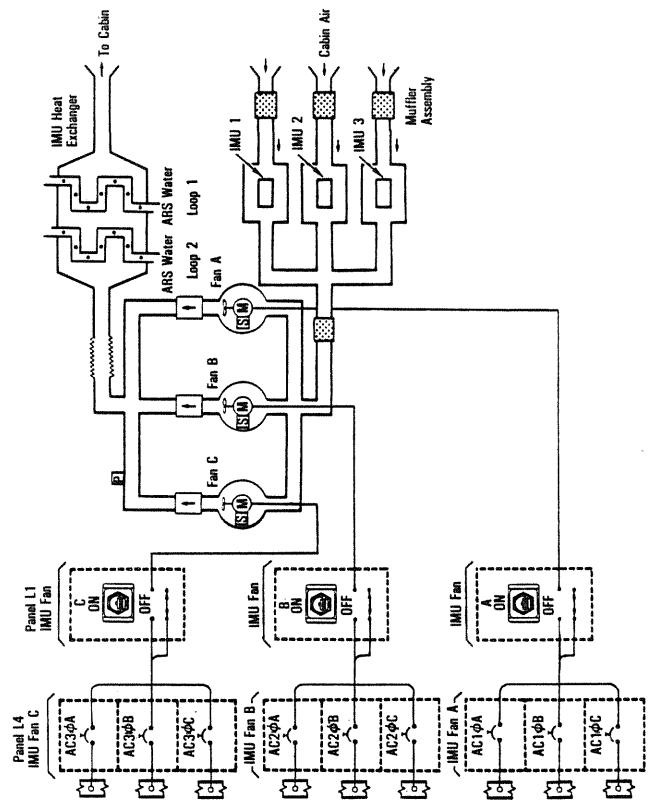 To Cabin
IMU Heat
Exchanger
ARS Water
Loop 1
ARS Water
Loop 2
Cabin Air
Muffler
Assembly
IMU 1
IMU 2
IMU 3
Fan A
Fan B
Fan C
IS
M
IS
M
IS
M
P
Panel L1
IMU Fan
C
ON
OFF
IMU Fan
B
ON
OFF
IMU Fan
A
ON
OFF
Panel L4
IMU Fan C
AC3φA
AC3φB
AC3φC
IMU Fan B
AC2φA
AC2φB
AC2φC
IMU Fan A
AC1φA
AC1φB
AC1φC